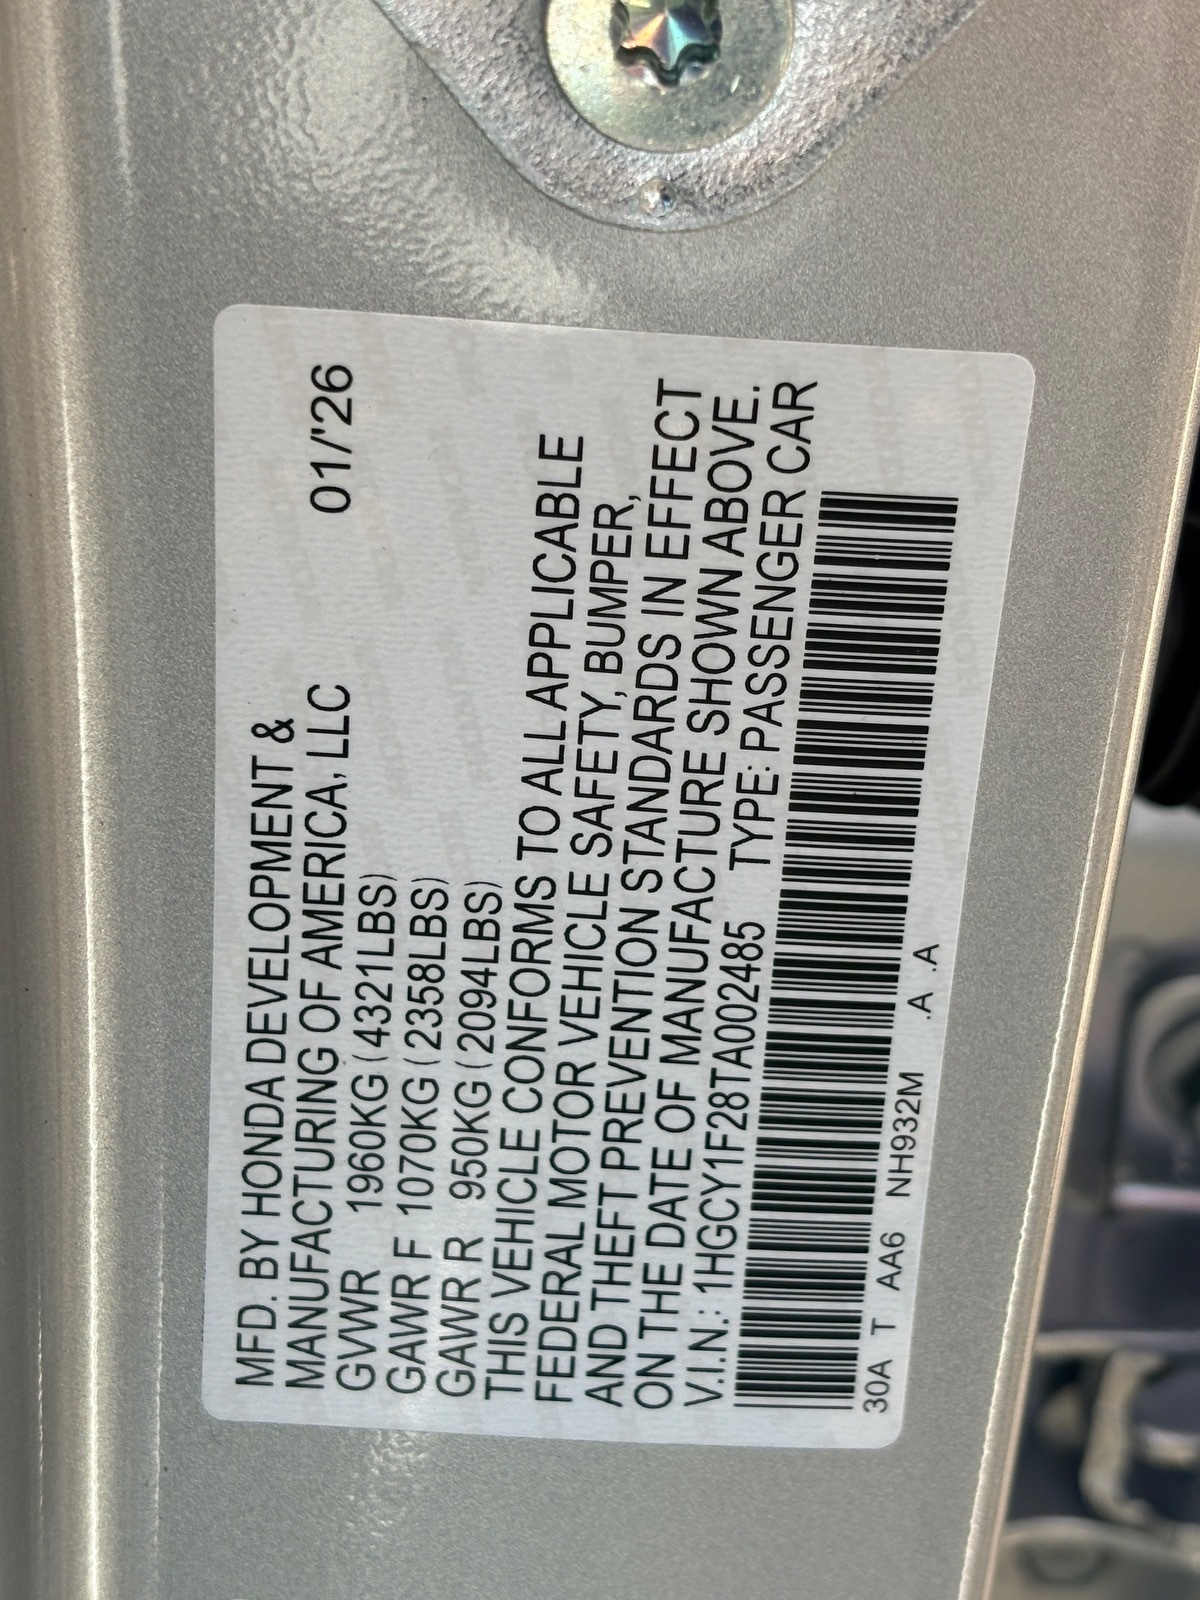 MFD. BY HONDA DEVELOPMENT &
MANUFACTURING OF AMERICA, LLC 01/'26
GVWR 1960KG (4321LBS)
GAWR F 1070KG (2358LBS)
GAWR R 950KG (2094LBS)
THIS VEHICLE CONFORMS TO ALL APPLICABLE
FEDERAL MOTOR VEHICLE SAFETY, BUMPER,
AND THEFT PREVENTION STANDARDS IN EFFECT
ON THE DATE OF MANUFACTURE SHOWN ABOVE.
V.I.N.: 1HGCY1F28TA002485 TYPE: PASSENGER CAR
30A T AA6 NH932M .A .A